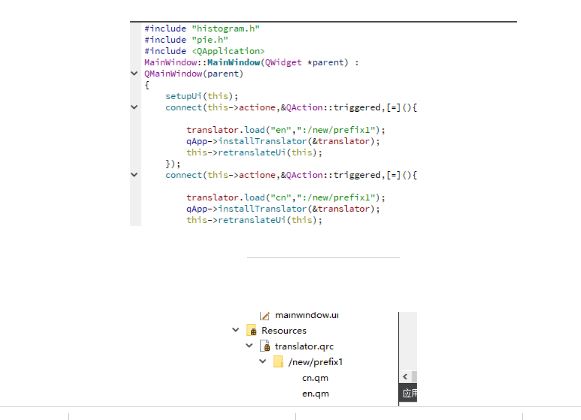 #include "histogram.h"
#include "pie.h"
#include <QApplication>
MainWindow::MainWindow(QWidget *parent) :
QMainWindow(parent)
{
setupUi(this);
connect(this->actione,&QAction::triggered,[=](){
translator.load("en",":/new/prefix1");
qApp->installTranslator(&translator);
this->retranslateUi(this);
});
connect(this->actione,&QAction::triggered,[=](){
translator.load("cn",":/new/prefix1");
qApp->installTranslator(&translator);
this->retranslateUi(this);
mainwindow.ui
Resources
translator.qrc
/new/prefix1
cn.qm
en.qm